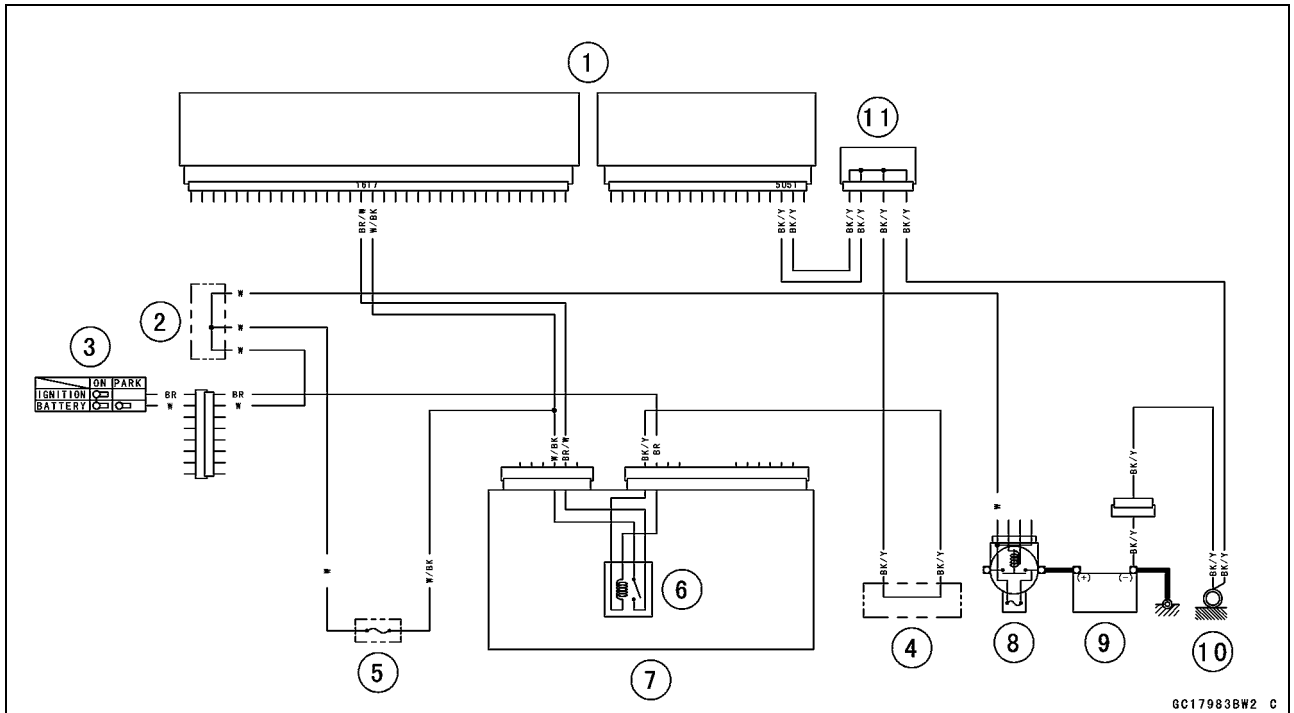 1
11
1617
5051
BR/W
W/BK
BK/Y
BK/Y
BK/Y
BK/Y
BK/Y
2
W
W
W
3
ON PARK
IGNITION
BATTERY
BR
W
BR
W
W/BK
BR/W
BK/Y
BR
BK/Y
W
W
W/BK
BK/Y
BK/Y
BK/Y
(+)
(-)
BK/Y
BK/Y
5
6
7
4
8
9
10
GC17983BW2 C